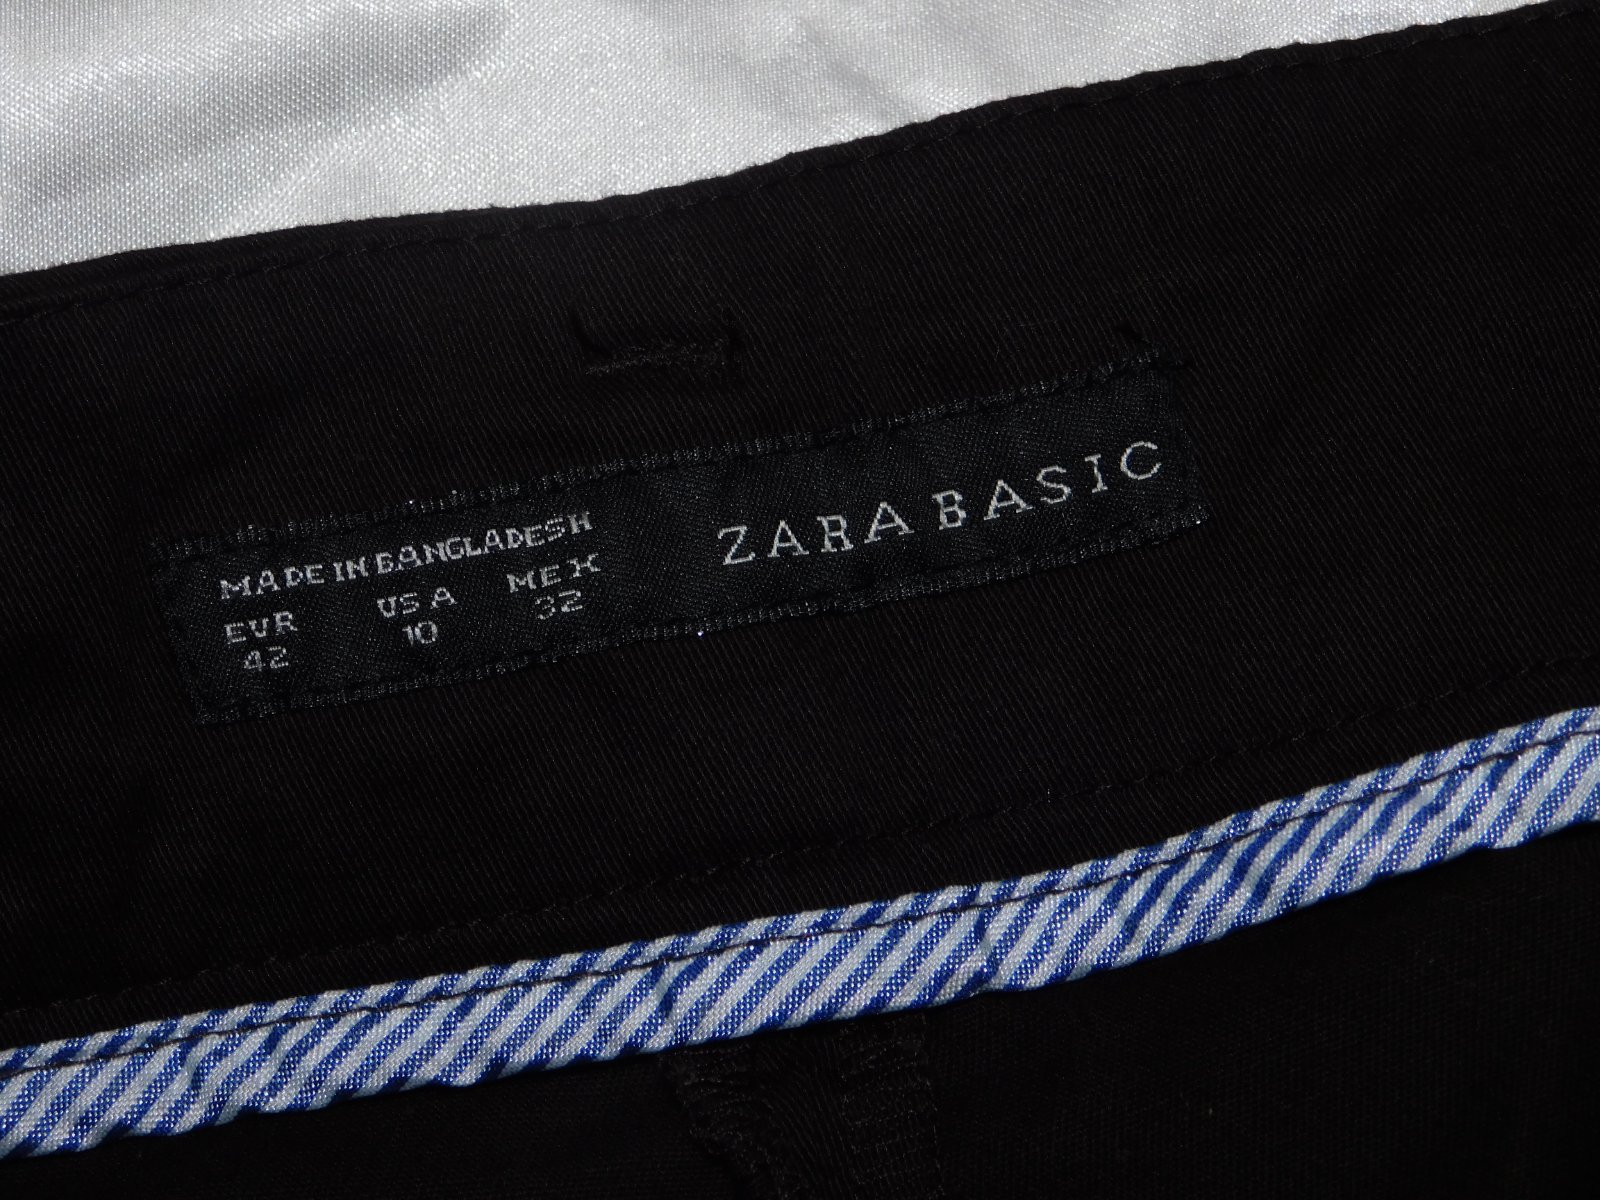 MADE IN BANGLADESH
EUR USA MEX
42 10 32
ZARA BASIC